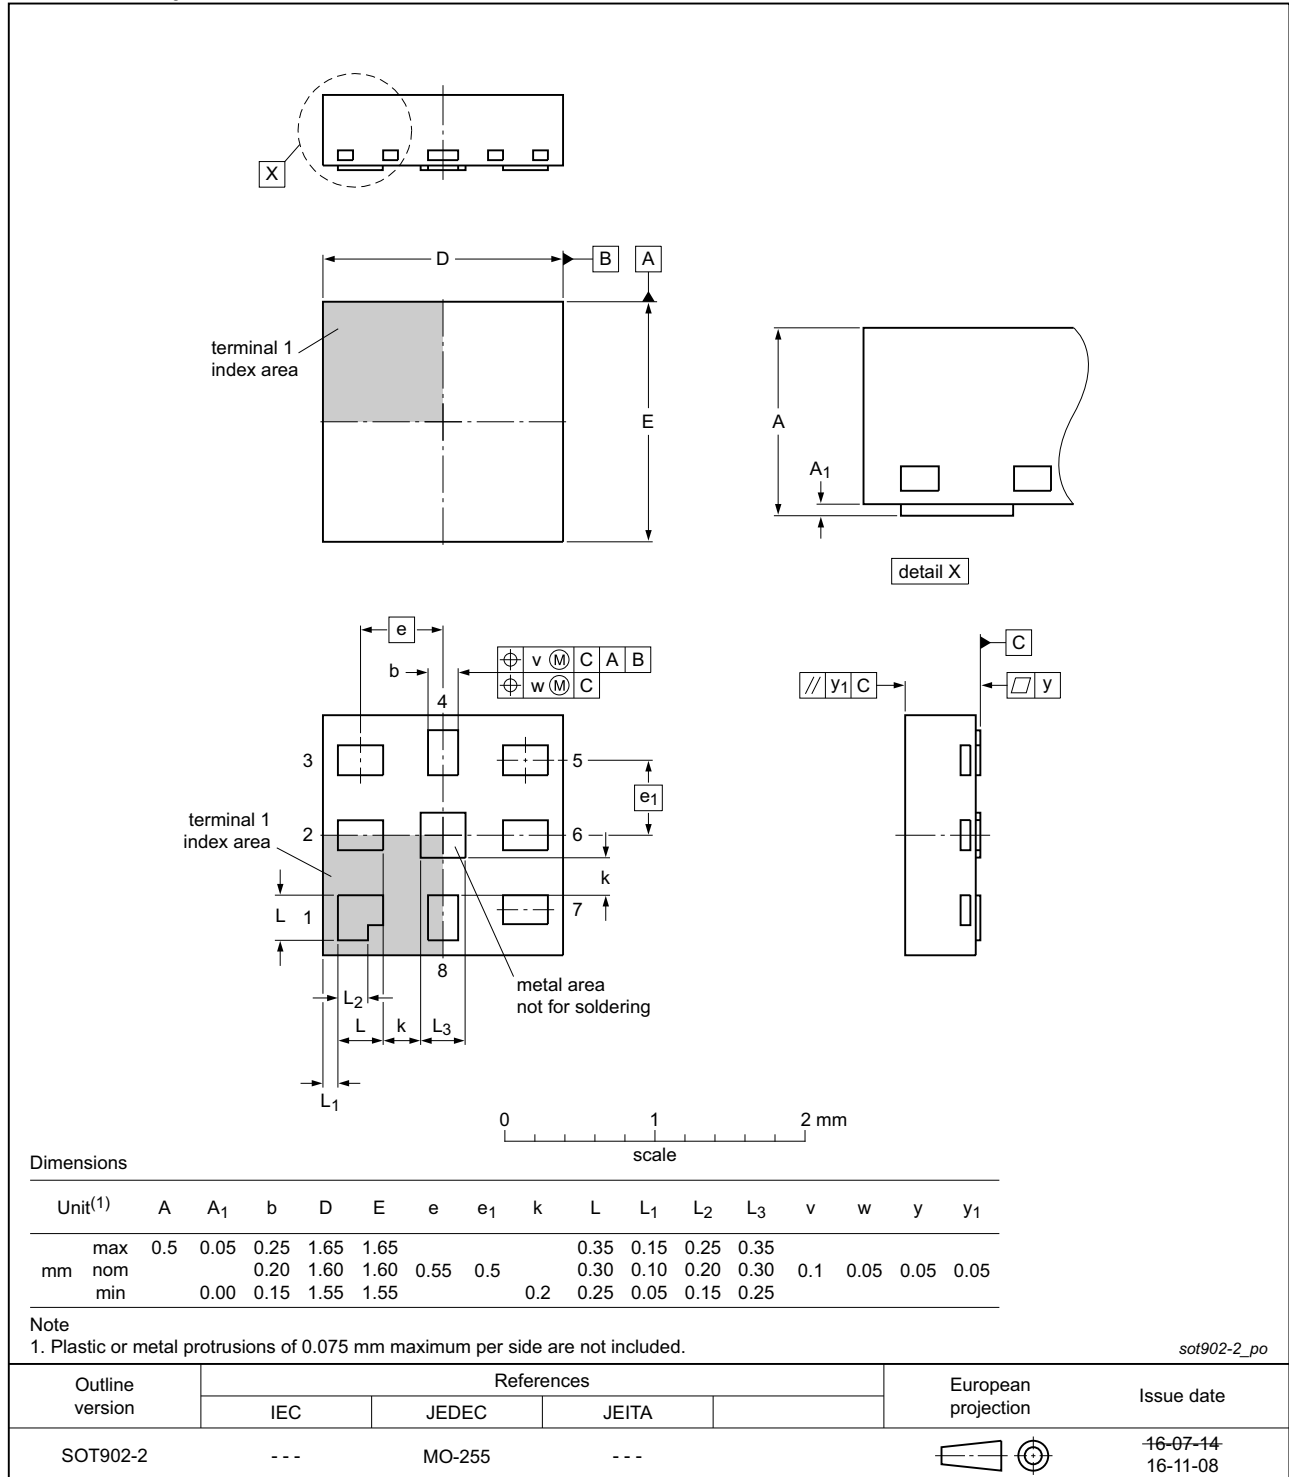 X
D
B
A
terminal 1
index area
E
A
A1
detail X
e
b
v M C A B
w M C
4
3
5
e1
terminal 1
index area
2
6
k
L
1
7
8
metal area
not for soldering
L2
L
k
L3
L1
C
// y1 C
y
0 1 2 mm
scale
Dimensions
Unit(1) A A1 b D E e e1 k L L1 L2 L3 v w y y1
max 0.5 0.05 0.25 1.65 1.65 0.35 0.15 0.25 0.35
mm nom 0.20 1.60 1.60 0.55 0.5 0.30 0.10 0.20 0.30 0.1 0.05 0.05 0.05
min 0.00 0.15 1.55 1.55 0.2 0.25 0.05 0.15 0.25
Note
1. Plastic or metal protrusions of 0.075 mm maximum per side are not included.
sot902-2_po
Outline version
References
European projection
Issue date
IEC JEDEC JEITA
SOT902-2 - - - MO-255 - - -
16-07-14
16-11-08